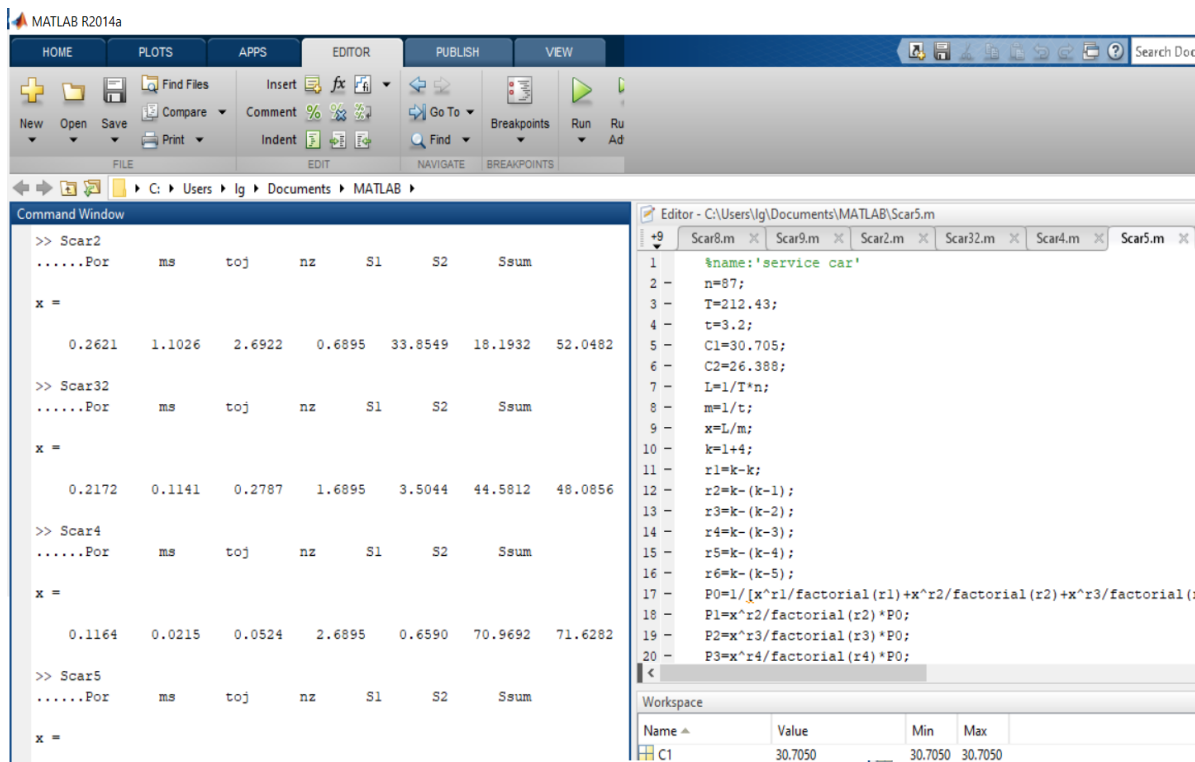 MATLAB R2014a
HOME PLOTS APPS EDITOR PUBLISH VIEW
Search Doc
Find Files Insert fx
New Open Save Compare Comment Go To Breakpoints Run Ru
Print Indent Find Ad
FILE EDIT NAVIGATE BREAKPOINTS
C: Users lg Documents MATLAB
Command Window
>> Scar2
......Por ms toj nz S1 S2 Ssum
x =
0.2621 1.1026 2.6922 0.6895 33.8549 18.1932 52.0482
>> Scar32
......Por ms toj nz S1 S2 Ssum
x =
0.2172 0.1141 0.2787 1.6895 3.5044 44.5812 48.0856
>> Scar4
......Por ms toj nz S1 S2 Ssum
x =
0.1164 0.0215 0.0524 2.6895 0.6590 70.9692 71.6282
>> Scar5
......Por ms toj nz S1 S2 Ssum
x =
Editor - C:\Users\lg\Documents\MATLAB\Scar5.m
+9 Scar8.m Scar9.m Scar2.m Scar32.m Scar4.m Scar5.m
1 %name:'service car'
2 - n=87;
3 - T=212.43;
4 - t=3.2;
5 - C1=30.705;
6 - C2=26.388;
7 - L=1/T*n;
8 - m=1/t;
9 - x=L/m;
10 - k=1+4;
11 - r1=k-k;
12 - r2=k-(k-1);
13 - r3=k-(k-2);
14 - r4=k-(k-3);
15 - r5=k-(k-4);
16 - r6=k-(k-5);
17 - P0=1/[x^r1/factorial(r1)+x^r2/factorial(r2)+x^r3/factorial(r
18 - P1=x^r2/factorial(r2)*P0;
19 - P2=x^r3/factorial(r3)*P0;
20 - P3=x^r4/factorial(r4)*P0;
Workspace
Name Value Min Max
C1 30.7050 30.7050 30.7050